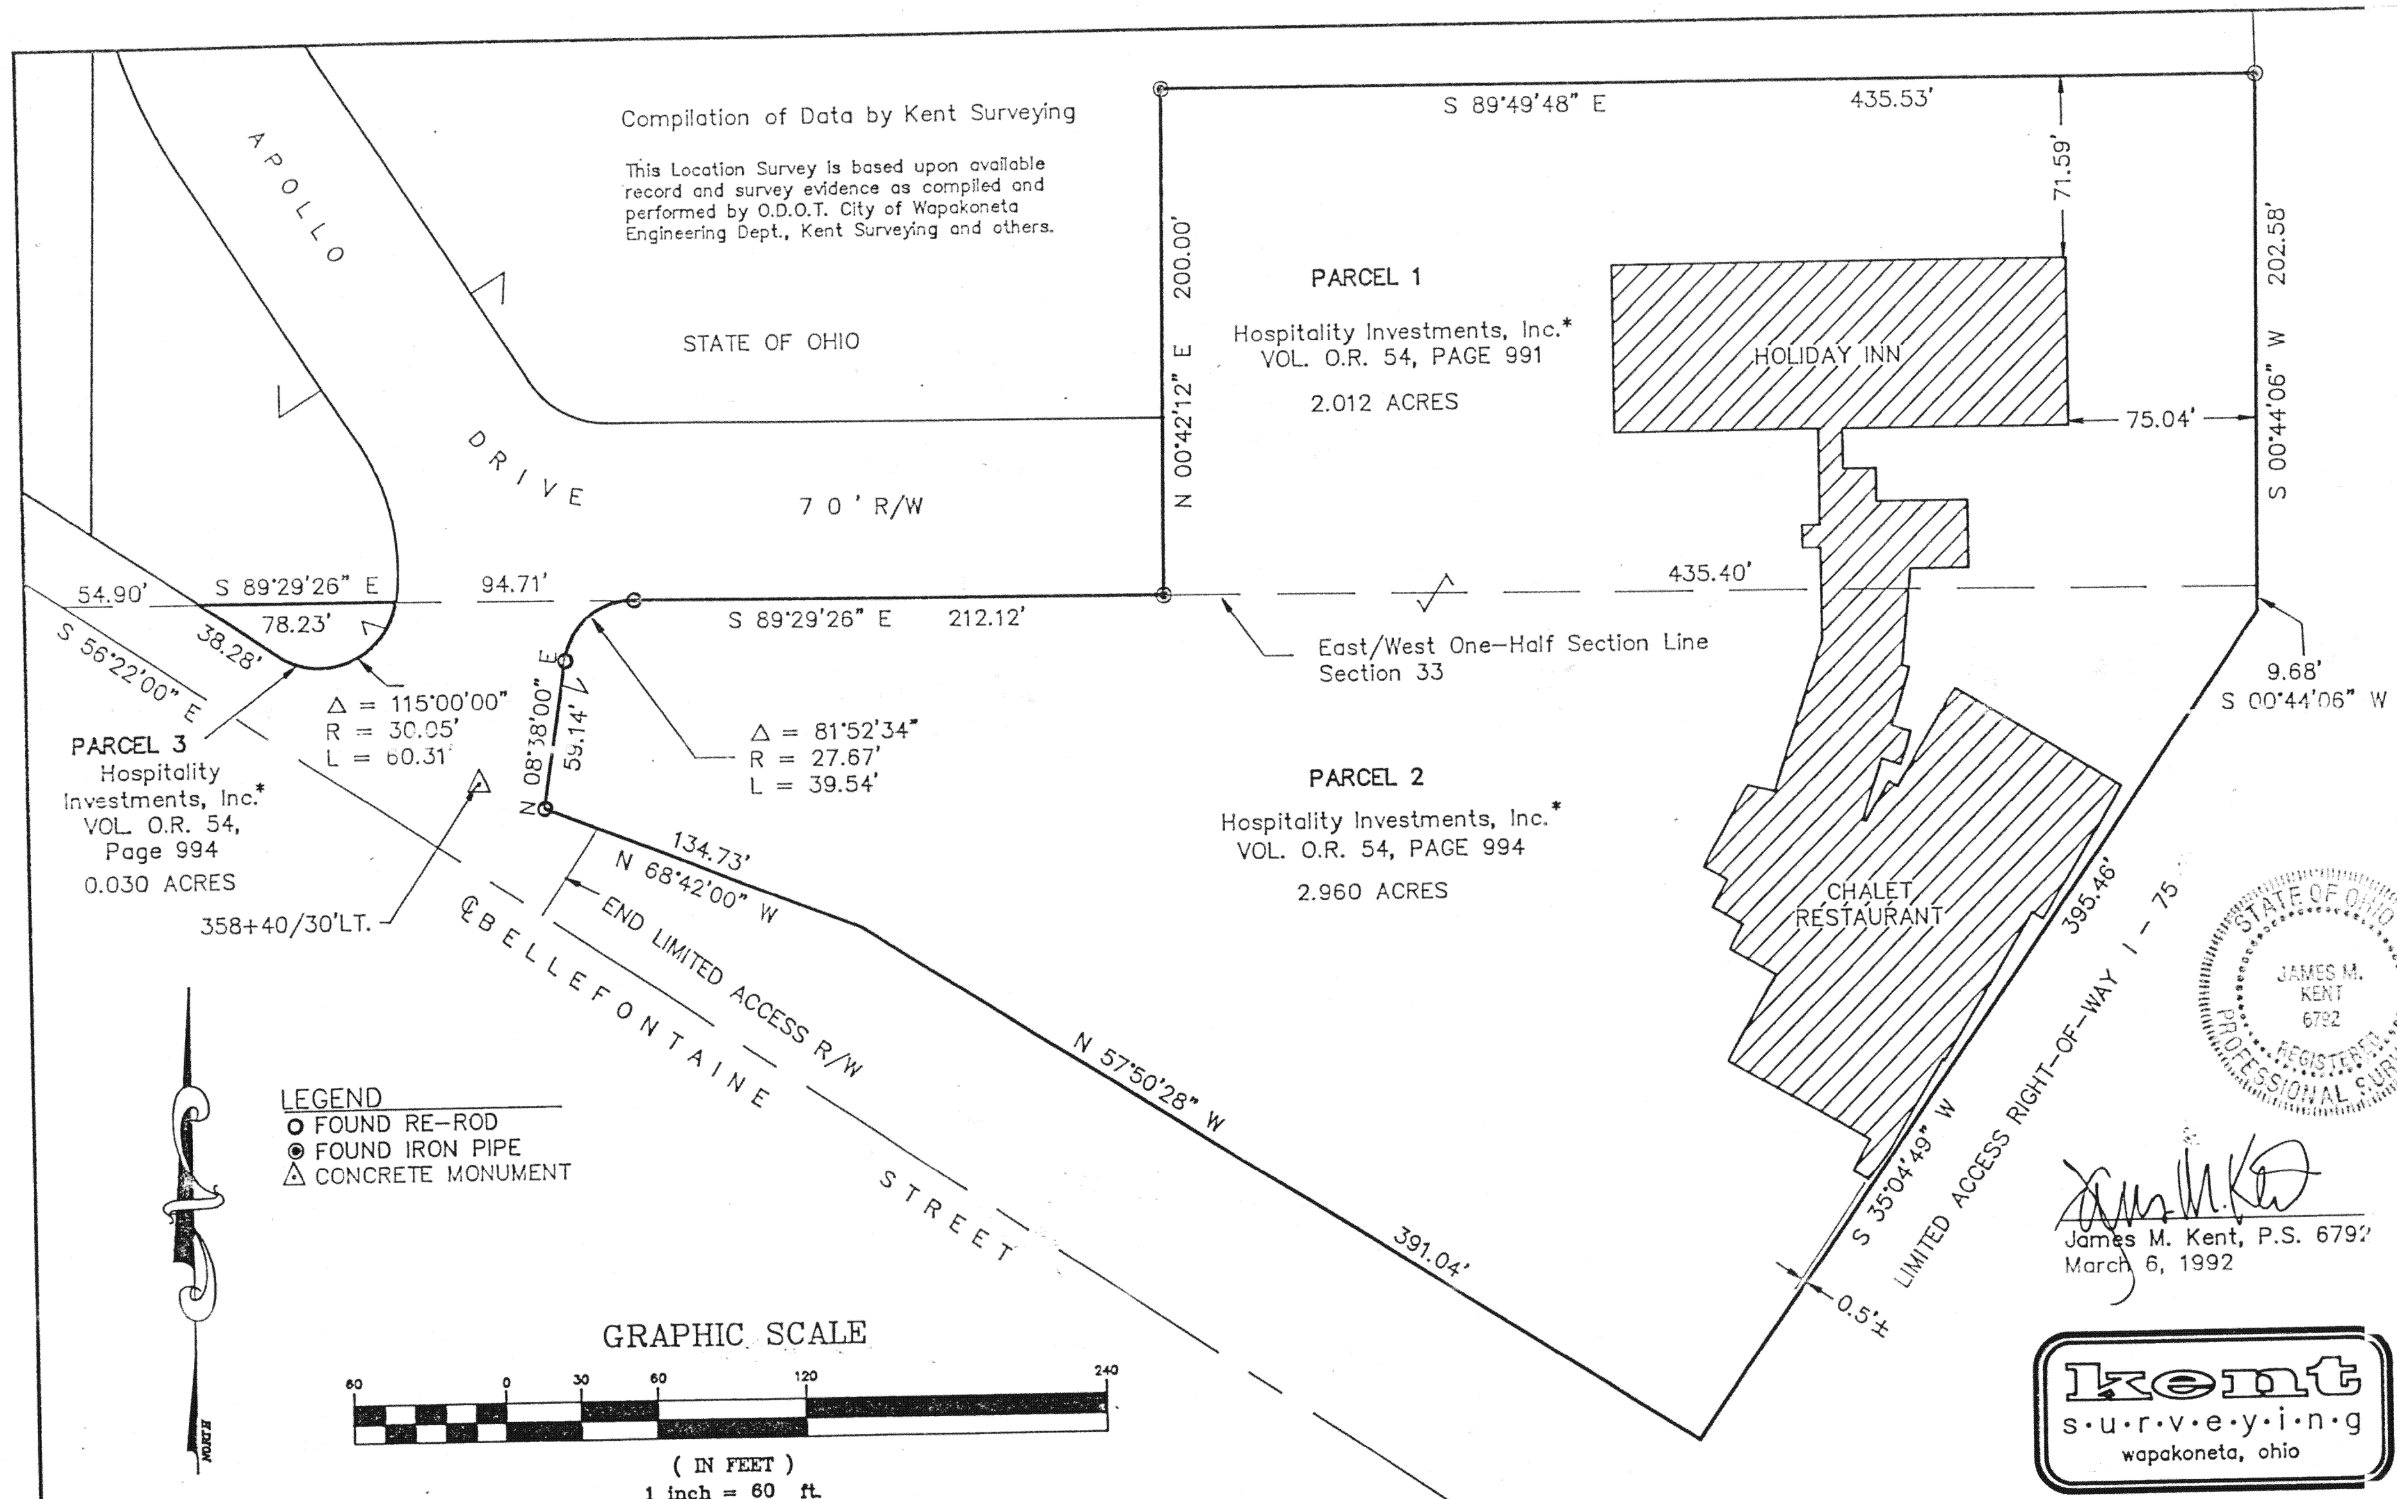 Compilation of Data by Kent Surveying
This Location Survey is based upon available
record and survey evidence as compiled and
performed by O.D.O.T. City of Wapakoneta
Engineering Dept., Kent Surveying and others.
S 89°49'48" E 435.53'
71.59'
S 00°44'06" W 202.58'
N 00°42'12" E 200.00'
APOLLO
DRIVE
STATE OF OHIO
70' R/W
PARCEL 1
Hospitality Investments, Inc.*
VOL. O.R. 54, PAGE 991
2.012 ACRES
HOLIDAY INN
75.04'
54.90'
S 89°29'26" E
78.23'
94.71'
38.28'
S 56°22'00" E
S 89°29'26" E 212.12'
435.40'
East/West One-Half Section Line
Section 33
9.68'
S 00°44'06" W
Δ = 115°00'00"
R = 30.05'
L = 60.31'
N 08°38'00" E
59.14'
Δ = 81°52'34"
R = 27.67'
L = 39.54'
PARCEL 3
Hospitality
Investments, Inc.*
VOL. O.R. 54,
Page 994
0.030 ACRES
358+40/30'LT.
PARCEL 2
Hospitality Investments, Inc.*
VOL. O.R. 54, PAGE 994
2.960 ACRES
CHALET
RESTAURANT
134.73'
N 68°42'00" W
END LIMITED ACCESS R/W
℄ BELLEFONTAINE
STREET
N 57°50'28" W
391.04'
395.46'
S 35°04'49" W
LIMITED ACCESS RIGHT-OF-WAY I-75
0.5'±
STATE OF OHIO
JAMES M.
KENT
6792
REGISTERED
PROFESSIONAL SURV
James M. Kent
James M. Kent, P.S. 6792
March 6, 1992
LEGEND
FOUND RE-ROD
FOUND IRON PIPE
CONCRETE MONUMENT
NORTH
GRAPHIC SCALE
60 0 30 60 120 240
( IN FEET )
1 inch = 60 ft.
kent
s·u·r·v·e·y·i·n·g
wapakoneta, ohio